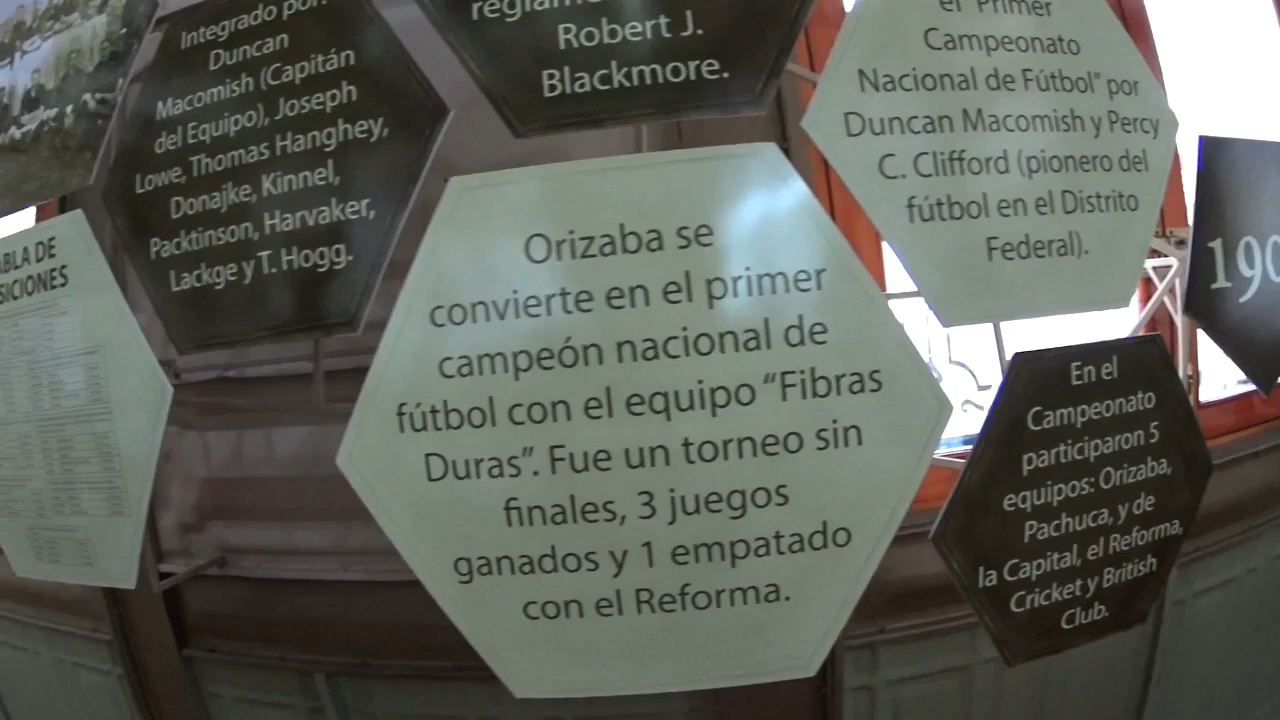 Integrado por:
Duncan
Macomish (Capitán
del Equipo), Joseph
Lowe, Thomas Hanghey,
Donajke, Kinnel,
Packtinson, Harvaker,
Lackge y T. Hogg.
Robert J.
Blackmore.
el "Primer
Campeonato
Nacional de Fútbol" por
Duncan Macomish y Percy
C. Clifford (pionero del
fútbol en el Distrito
Federal).
Orizaba se
convierte en el primer
campeón nacional de
fútbol con el equipo “Fibras
Duras”. Fue un torneo sin
finales, 3 juegos
ganados y 1 empatado
con el Reforma.
En el
Campeonato
participaron 5
equipos: Orizaba,
Pachuca, y de
la Capital, el Reforma,
Cricket y British
Club.
DE
190